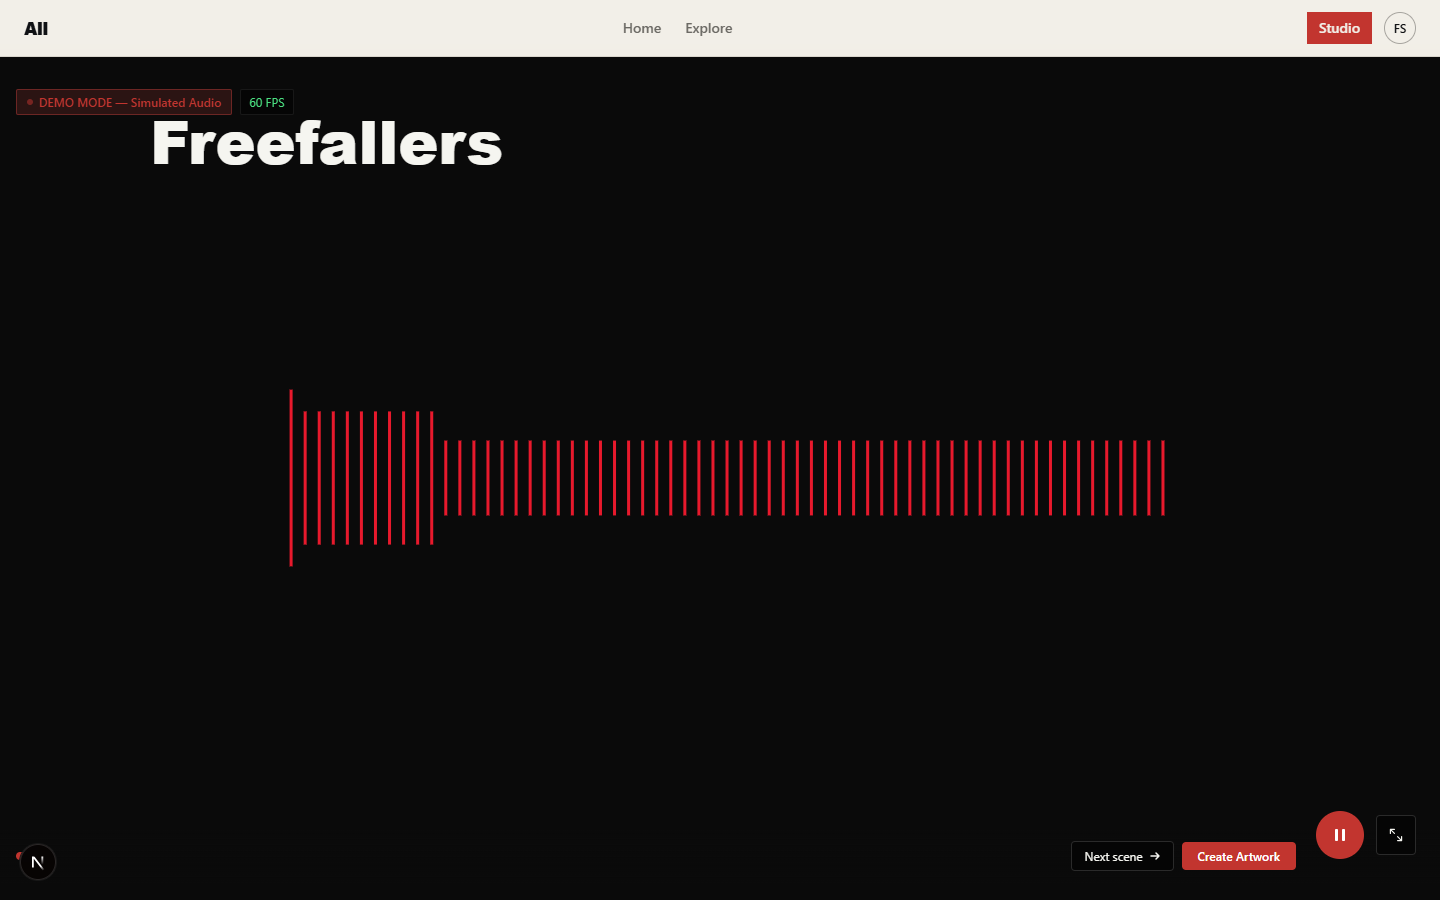 All
Home
Explore
Studio
FS
DEMO MODE — Simulated Audio
60 FPS
Freefallers
N
Next scene →
Create Artwork